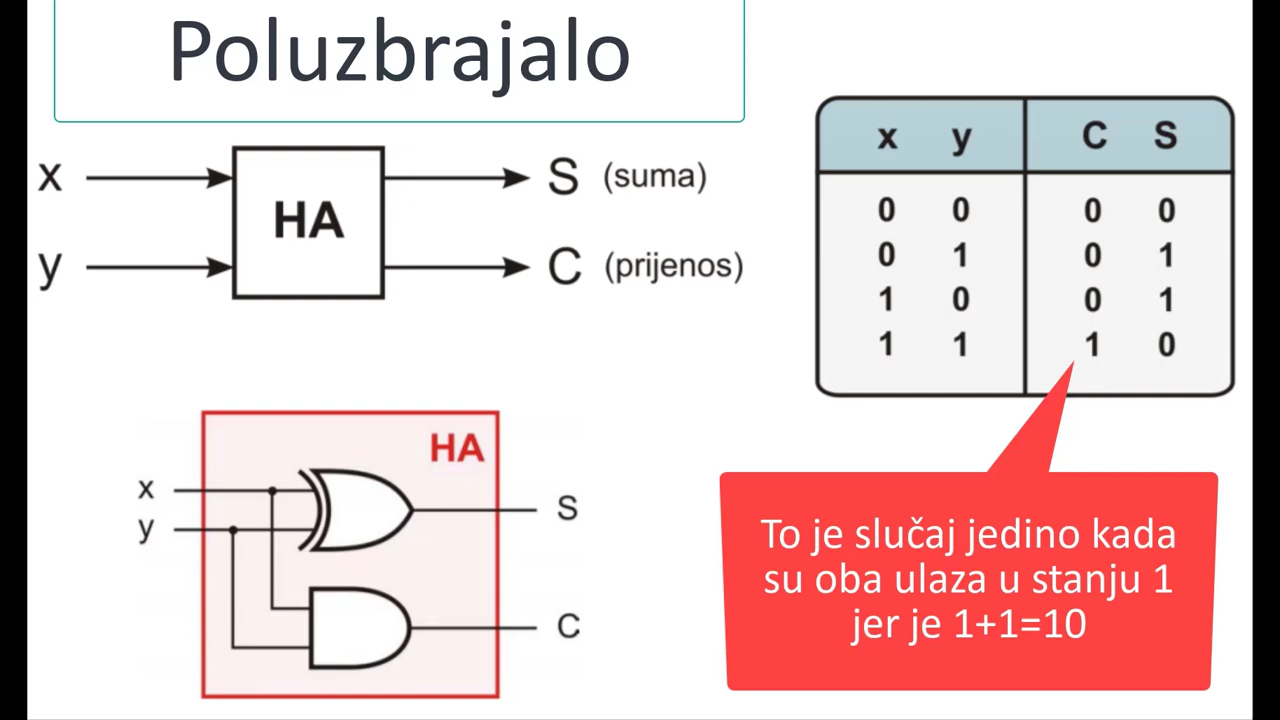 Poluzbrajalo
x
HA
S (suma)
y
C (prijenos)
x y C S
0 0 0 0
0 1 0 1
1 0 0 1
1 1 1 0
HA
x
S
y
C
To je slučaj jedino kada
su oba ulaza u stanju 1
jer je 1+1=10